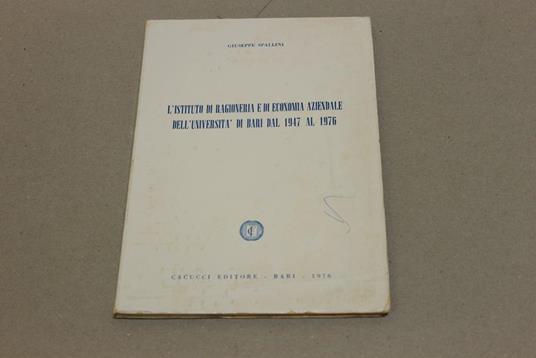 GIUSEPPE SPALLINI
L'ISTITUTO DI RAGIONERIA E DI ECONOMIA AZIENDALE
DELL'UNIVERSITA' DI BARI DAL 1947 AL 1976
CACUCCI EDITORE - BARI - 1976